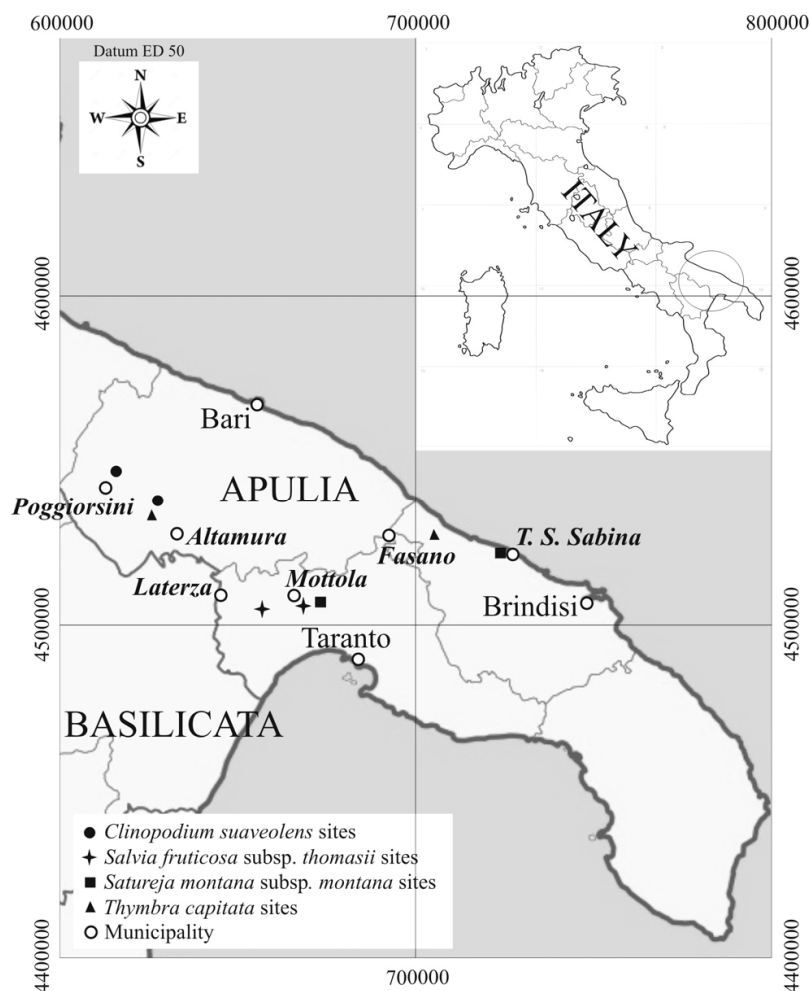 600000
700000
800000
Datum ED 50
N
W
E
S
ITALY
4600000
4600000
Bari
APULIA
Poggiorsini
Altamura
Fasano
T. S. Sabina
Laterza
Mottola
Brindisi
4500000
4500000
Taranto
BASILICATA
Clinopodium suaveolens sites
Salvia fruticosa subsp. thomasii sites
Satureja montana subsp. montana sites
Thymbra capitata sites
Municipality
4400000
4400000
700000